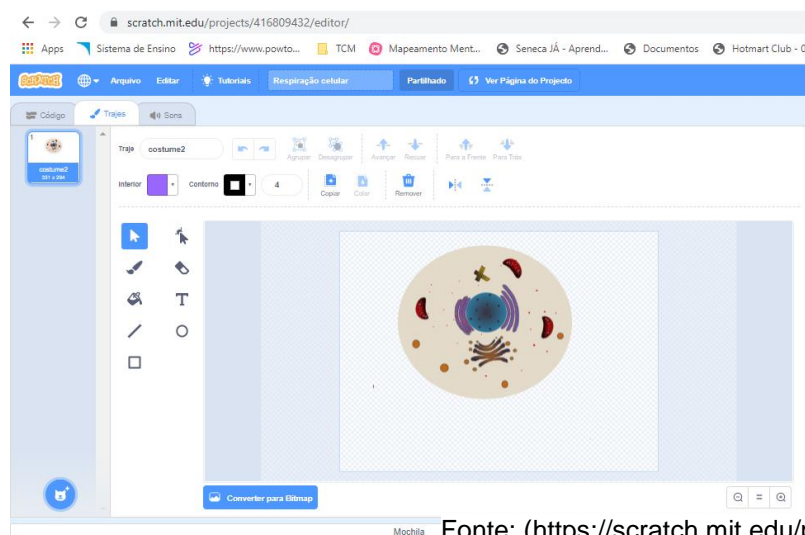 scratch.mit.edu/projects/416809432/editor/
Apps Sistema de Ensino https://www.powto... TCM Mapeamento Ment... Seneca JÁ - Aprend... Documentos Hotmart Club - 0
SCRATCH Arquivo Editar Tutoriais Respiração celular Partilhado Ver Página do Projecto
Código Trajes Sons
1
costume2
Traje costume2 Agrupar Desagrupar Avançar Recuar Para a Frente Para Trás
Interior Contorno 4 Copiar Colar Remover
T
Converter para Bitmap
Mochila
Fonte: (https://scratch.mit.edu/